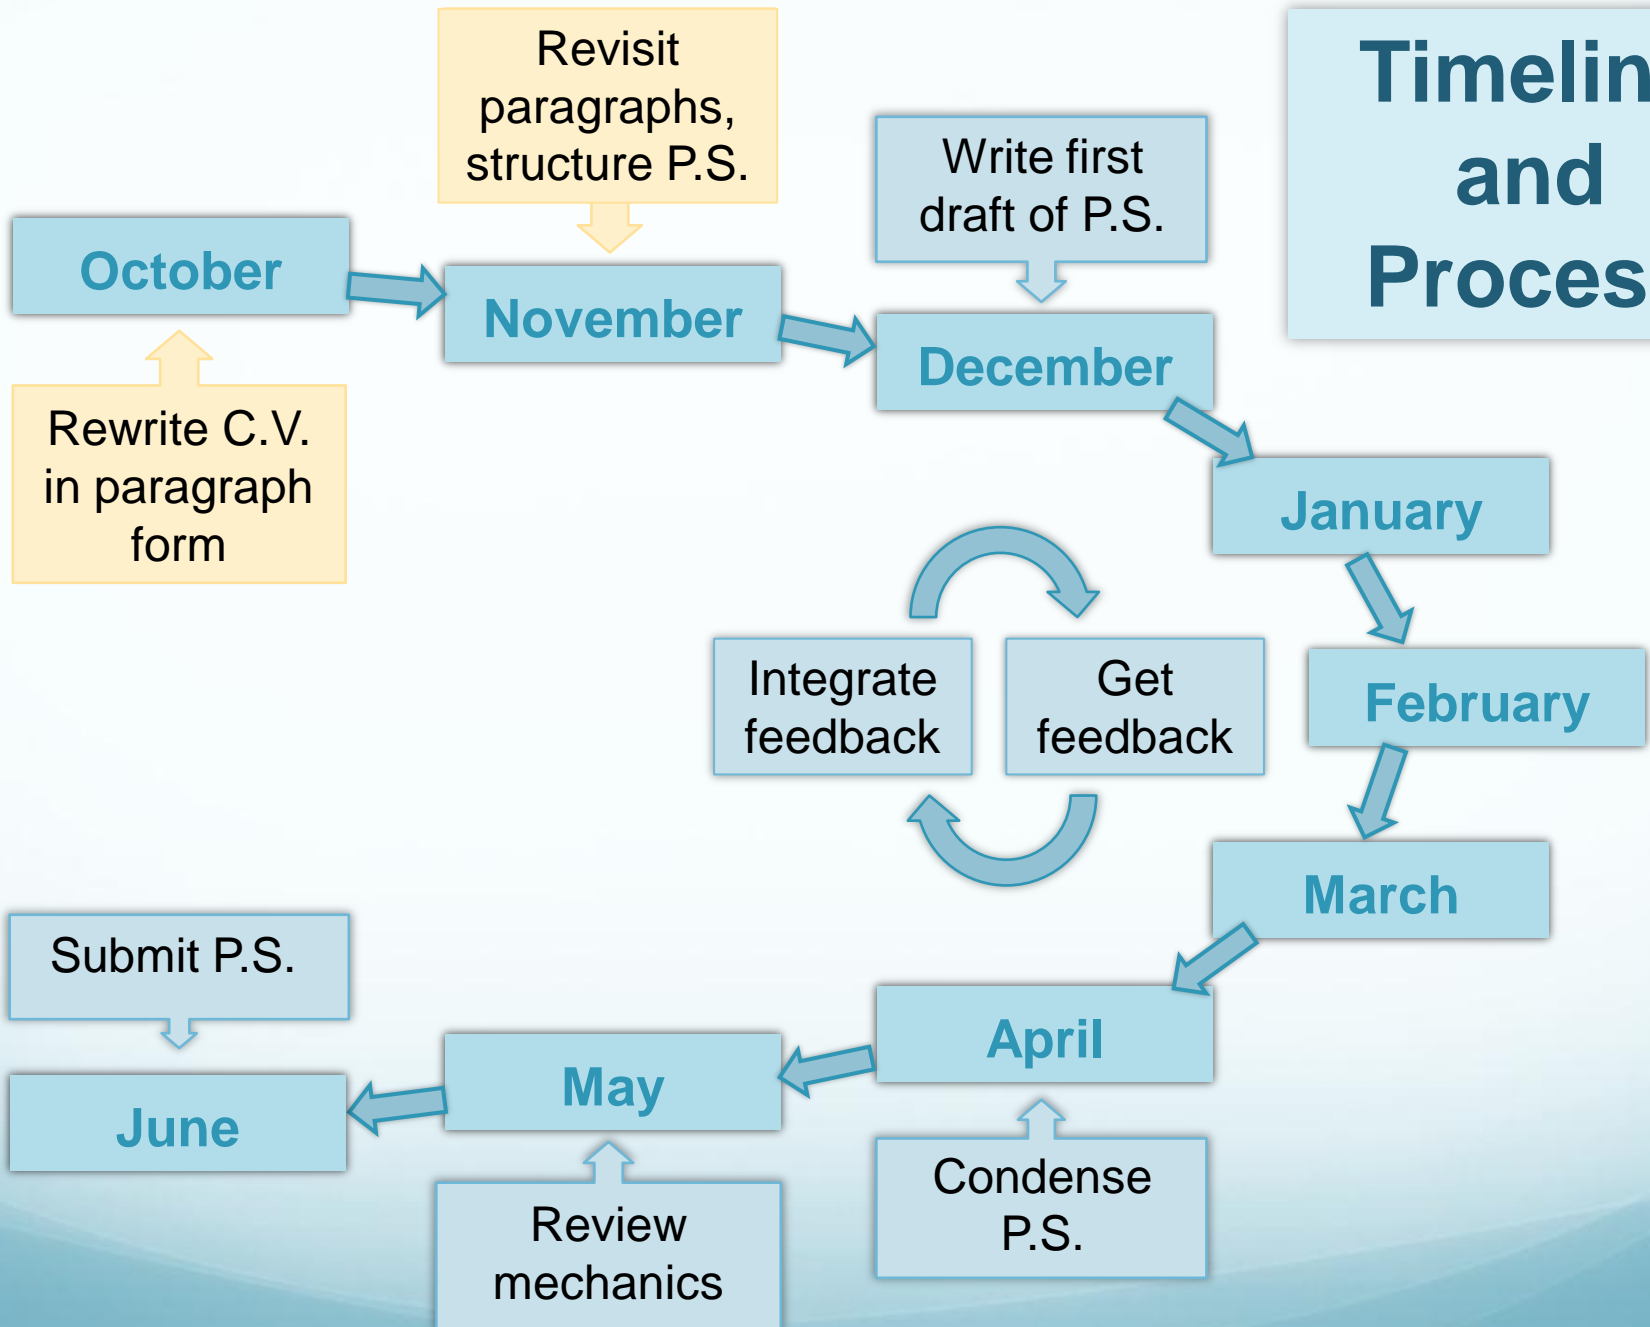 Timelin
and
Proces
October
Rewrite C.V.
in paragraph
form
Revisit
paragraphs,
structure P.S.
November
Write first
draft of P.S.
December
January
February
March
Integrate
feedback
Get
feedback
April
Condense
P.S.
May
Review
mechanics
Submit P.S.
June